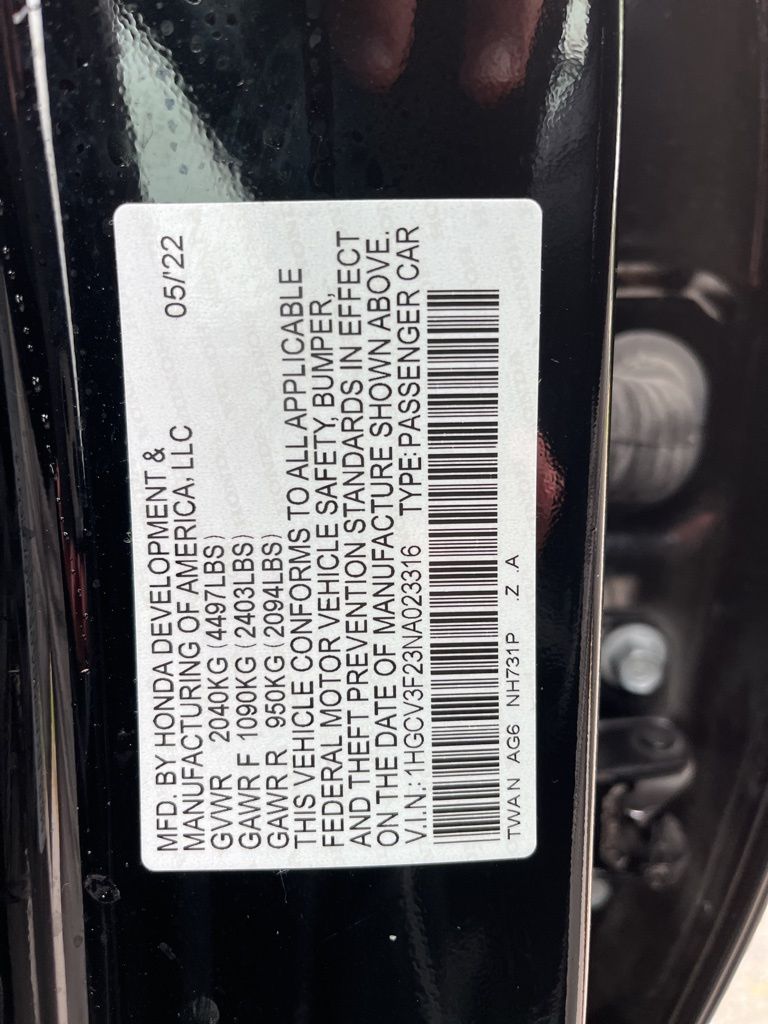 MFD. BY HONDA DEVELOPMENT & 05/'22
MANUFACTURING OF AMERICA, LLC
GVWR 2040KG (4497LBS)
GAWR F 1090KG (2403LBS)
GAWR R 950KG (2094LBS)
THIS VEHICLE CONFORMS TO ALL APPLICABLE
FEDERAL MOTOR VEHICLE SAFETY, BUMPER,
AND THEFT PREVENTION STANDARDS IN EFFECT
ON THE DATE OF MANUFACTURE SHOWN ABOVE.
V.I.N.: 1HGCV3F23NA023316 TYPE: PASSENGER CAR
TWAN AG6 NH731P .Z .A